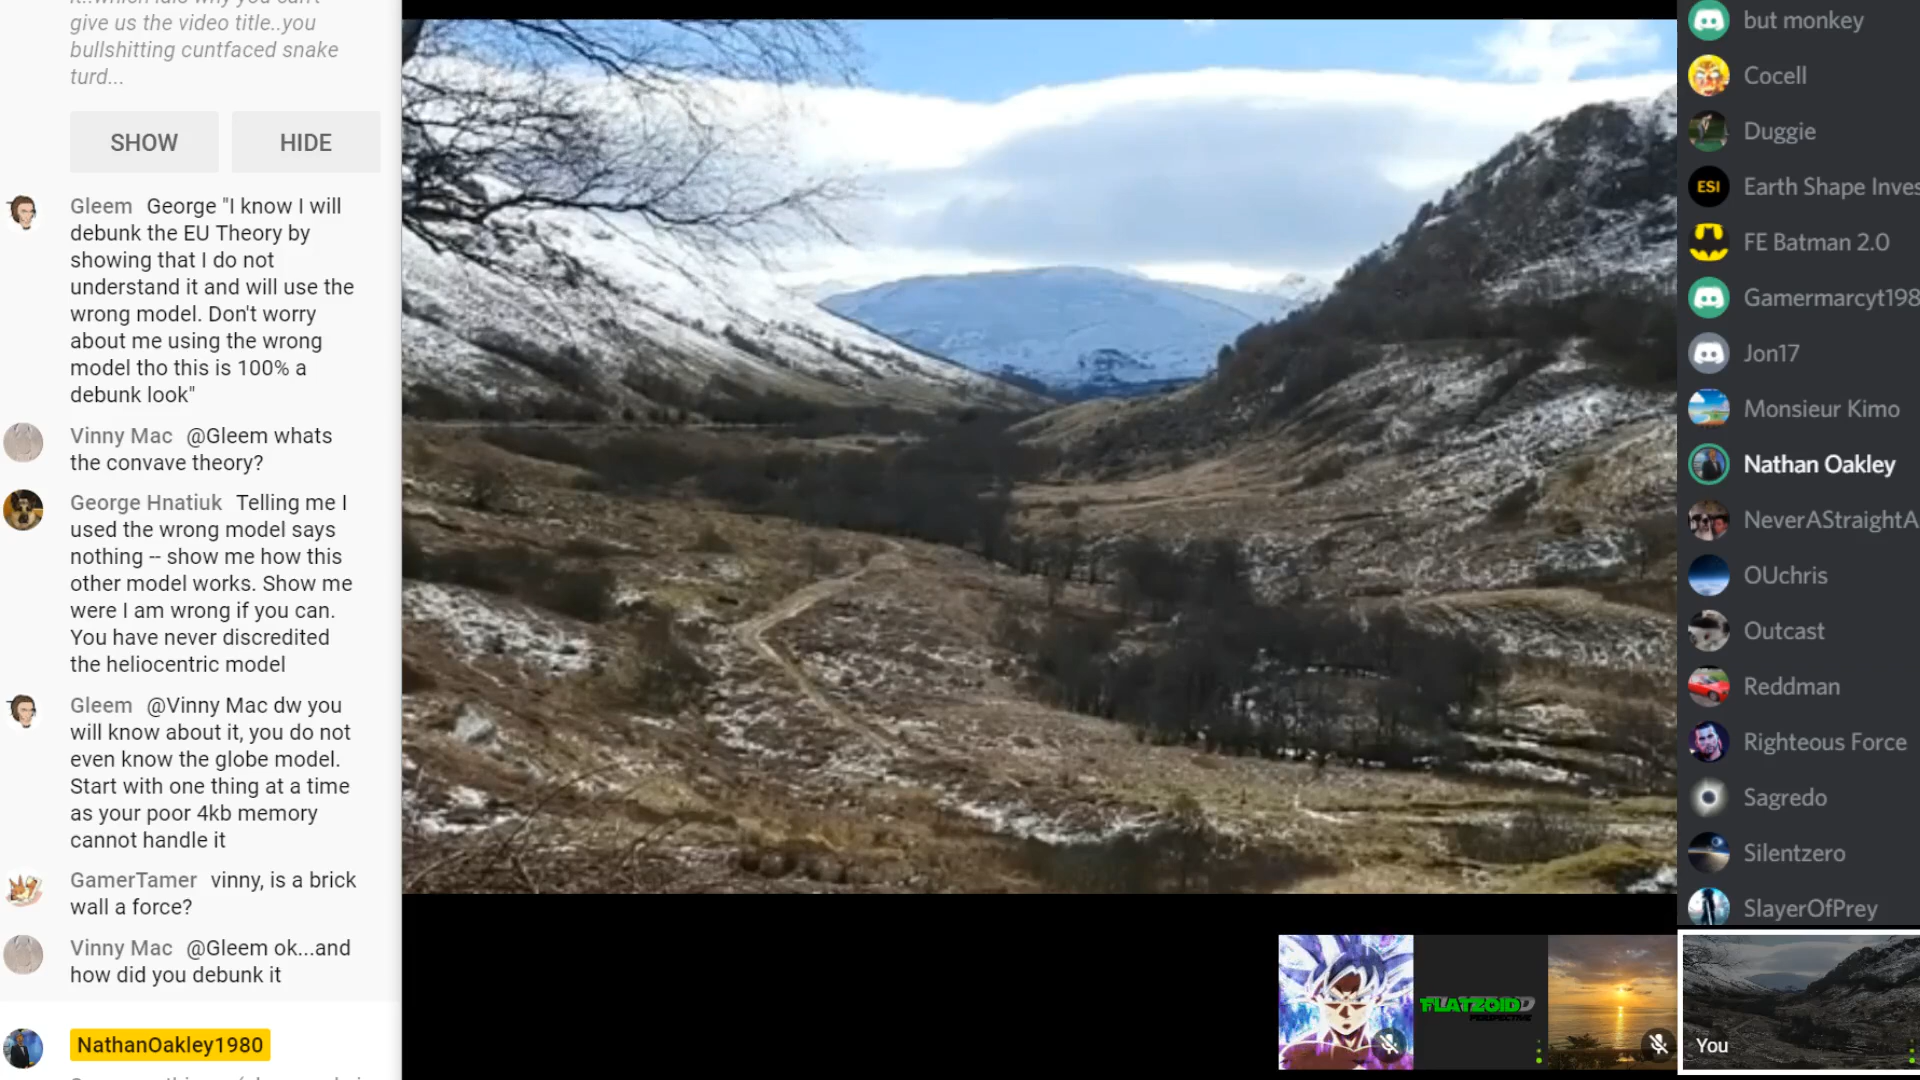 give us the video title..you
bullshitting cuntfaced snake
turd...
SHOW HIDE
Gleem George "I know I will
debunk the EU Theory by
showing that I do not
understand it and will use the
wrong model. Don't worry
about me using the wrong
model tho this is 100% a
debunk look"
Vinny Mac @Gleem whats
the convave theory?
George Hnatiuk Telling me I
used the wrong model says
nothing -- show me how this
other model works. Show me
were I am wrong if you can.
You have never discredited
the heliocentric model
Gleem @Vinny Mac dw you
will know about it, you do not
even know the globe model.
Start with one thing at a time
as your poor 4kb memory
cannot handle it
GamerTamer vinny, is a brick
wall a force?
Vinny Mac @Gleem ok...and
how did you debunk it
NathanOakley1980
but monkey
Cocell
Duggie
ESI
Earth Shape Inves
FE Batman 2.0
Gamermarcyt198
Jon17
Monsieur Kimo
Nathan Oakley
NeverAStraightA
OUchris
Outcast
Reddman
Righteous Force
Sagredo
Silentzero
SlayerOfPrey
FLATZOID
PERSPECTIVE
You